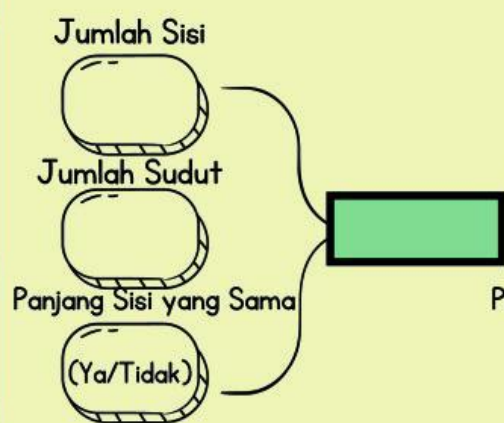 Jumlah Sisi
Jumlah Sudut
Panjang Sisi yang Sama
P
(Ya/Tidak)